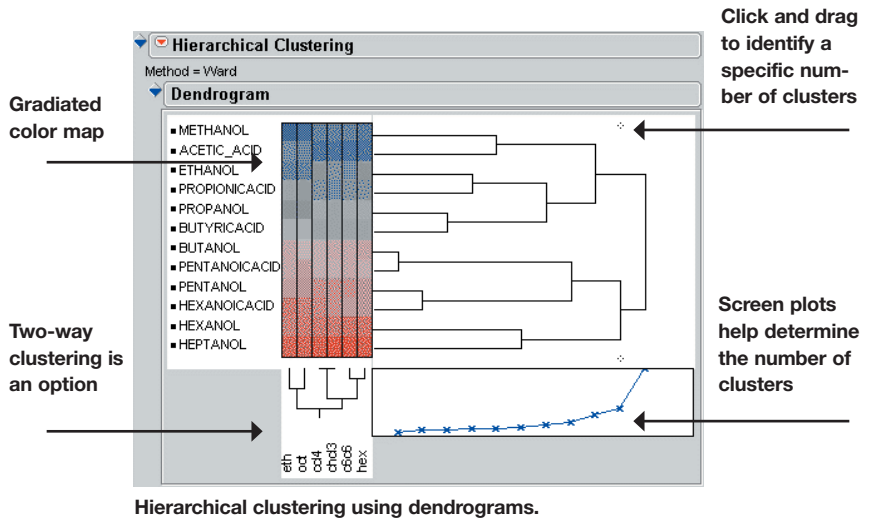 Click and drag
to identify a
specific num-
ber of clusters
Hierarchical Clustering
Method = Ward
Dendrogram
Gradiated
color map
METHANOL
ACETIC_ACID
ETHANOL
PROPIONICACID
PROPANOL
BUTYRICACID
BUTANOL
PENTANOICACID
PENTANOL
HEXANOICACID
HEXANOL
HEPTANOL
Two-way
clustering is
an option
Screen plots
help determine
the number of
clusters
eth
oct
ccl4
chcl3
c6c6
hex
Hierarchical clustering using dendrograms.